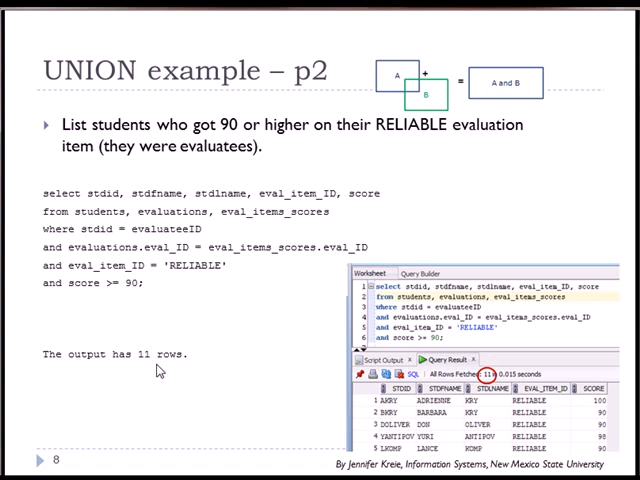 UNION example – p2
A
+
B
=
A and B
List students who got 90 or higher on their RELIABLE evaluation
item (they were evaluatees).
select stdid, stdfname, stdlname, eval_item_ID, score
from students, evaluations, eval_items_scores
where stdid = evaluateeID
and evaluations.eval_ID = eval_items_scores.eval_ID
and eval_item_ID = 'RELIABLE'
and score >= 90;
The output has 11 rows.
Worksheet Query Builder
1 select stdid, stdfname, stdlname, eval_item_ID, score
2 from students, evaluations, eval_items_scores
3 where stdid = evaluateeID
4 and evaluations.eval_ID = eval_items_scores.eval_ID
5 and eval_item_ID = 'RELIABLE'
6 and score >= 90;
Script Output x Query Result x
SQL All Rows Fetched: 11 in 0.015 seconds
STDID STDFNAME STDLNAME EVAL_ITEM_ID SCORE
1 AKRY ADRIENNE KRY RELIABLE 100
2 BKRY BARBARA KRY RELIABLE 90
3 DOLIVER DON OLIVER RELIABLE 90
4 YANTIPOV YURI ANTIPOV RELIABLE 98
5 LKOMP LANCE KOMP RELIABLE 90
8
By Jennifer Kreie, Information Systems, New Mexico State University